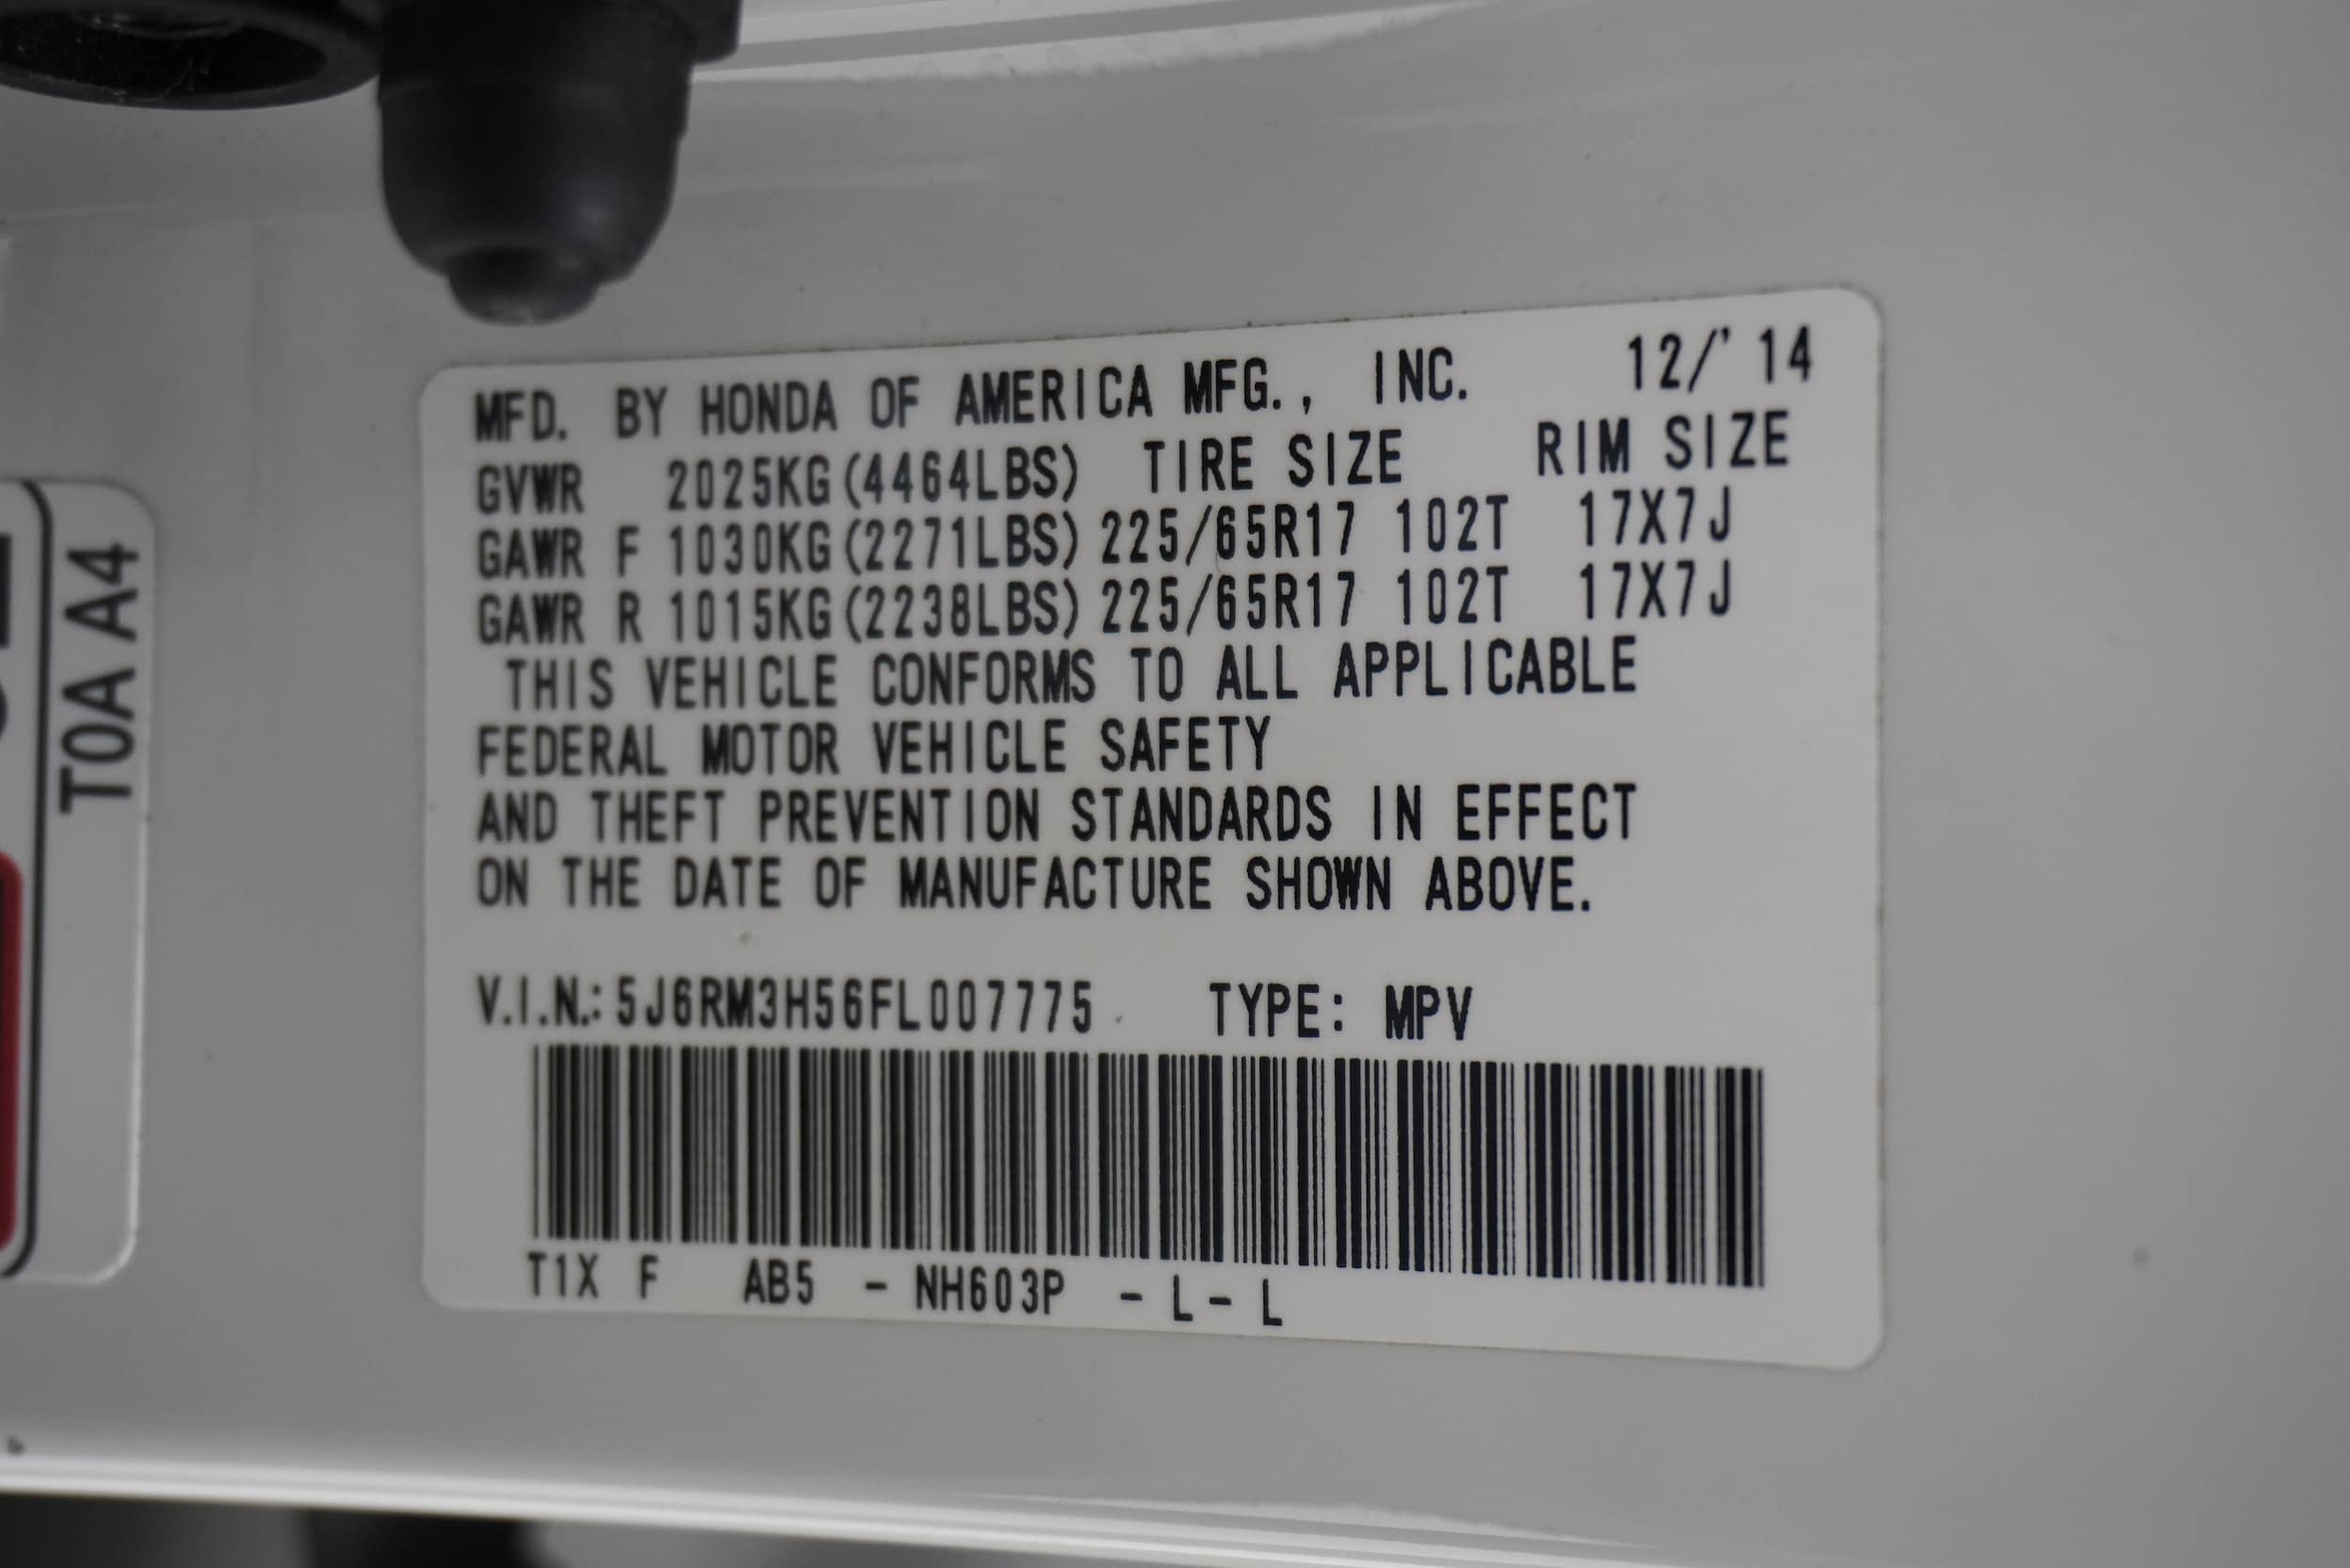 MFD. BY HONDA OF AMERICA MFG., INC. 12/'14
GVWR 2025KG(4464LBS) TIRE SIZE RIM SIZE
GAWR F 1030KG(2271LBS) 225/65R17 102T 17X7J
GAWR R 1015KG(2238LBS) 225/65R17 102T 17X7J
THIS VEHICLE CONFORMS TO ALL APPLICABLE
FEDERAL MOTOR VEHICLE SAFETY
AND THEFT PREVENTION STANDARDS IN EFFECT
ON THE DATE OF MANUFACTURE SHOWN ABOVE.
V.I.N.: 5J6RM3H56FL007775 TYPE: MPV
T1X F AB5 - NH603P - L - L
T0A A4